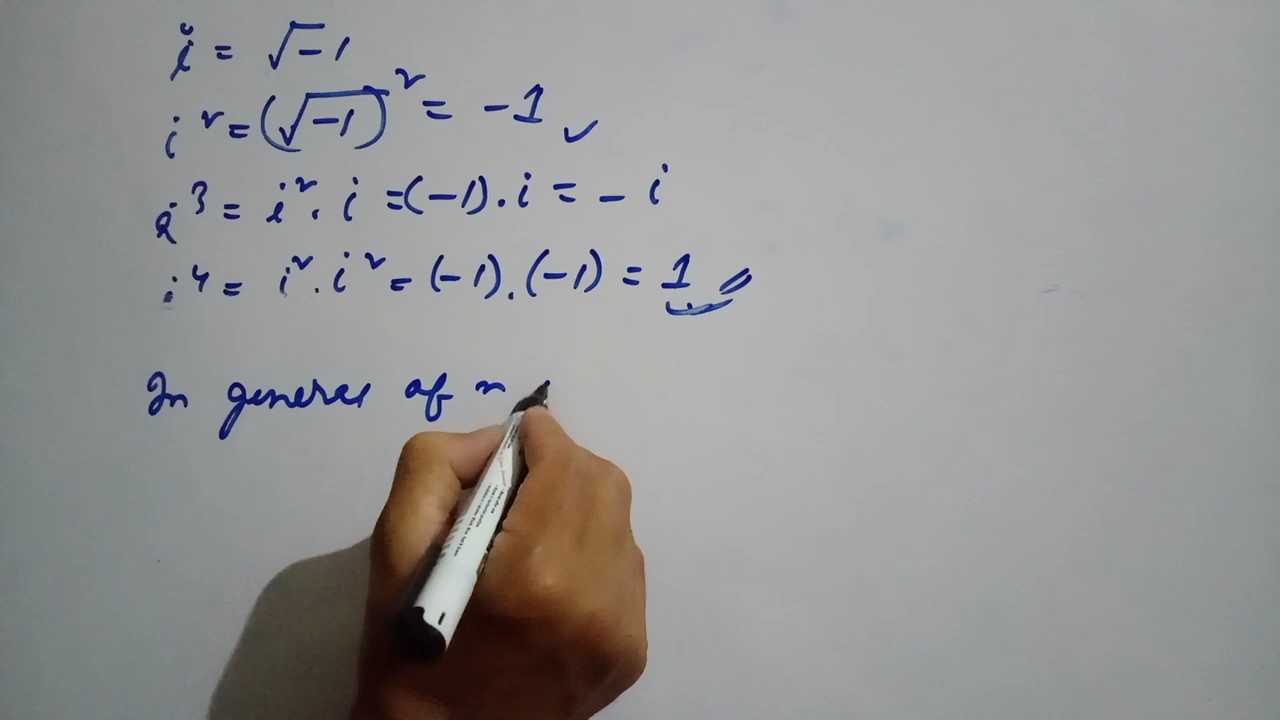 i = √-1
i² = (√-1)² = -1 ✓
i³ = i² · i = (-1) · i = - i
i⁴ = i² · i² = (-1) · (-1) = 1
In general of n